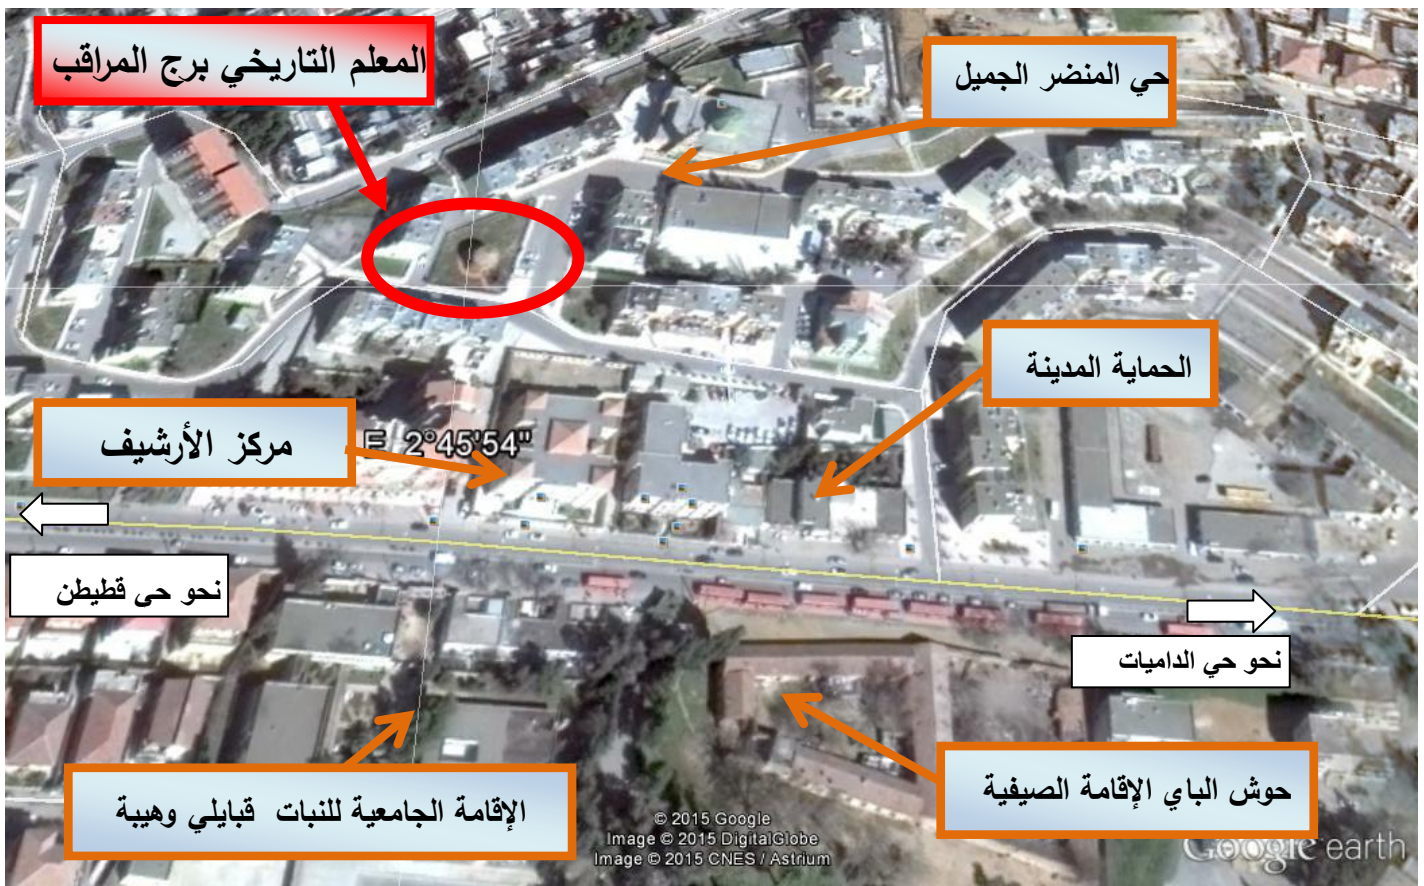 المعلم التاريخي برج المراقب
حي المنضر الجميل
الحماية المدينة
مركز الأرشيف
E 2°45'54"
نحو حى قطيطن
نحو حي الداميات
حوش الباي الإقامة الصيفية
الإقامة الجامعية للنبات قبايلي وهيبة
© 2015 Google
Image © 2015 DigitalGlobe
Image © 2015 CNES / Astrium
Google earth